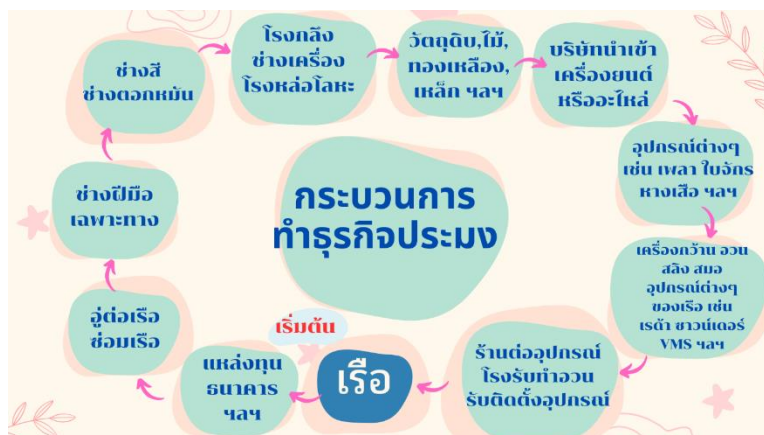 กระบวนการ
ทำธุรกิจประมง
เริ่มต้น
เรือ
แหล่งทุน
ธนาคาร
ฯลฯ
อู่ต่อเรือ
ซ่อมเรือ
ช่างฝีมือ
เฉพาะทาง
ช่างสี
ช่างตอกหมัน
โรงกลึง
ช่างเครื่อง
โรงหล่อโลหะ
วัตถุดิบ,ไม้,
ทองเหลือง,
เหล็ก ฯลฯ
บริษัทนำเข้า
เครื่องยนต์
หรืออะไหล่
อุปกรณ์ต่างๆ
เช่น เพลา ใบจักร
หางเสือ ฯลฯ
เครื่องกว้าน อวน
สลิง สมอ
อุปกรณ์ต่างๆ
ของเรือ เช่น
เรด้า ซาวน์เดอร์
VMS ฯลฯ
ร้านต่ออุปกรณ์
โรงรับทำอวน
รับติดตั้งอุปกรณ์